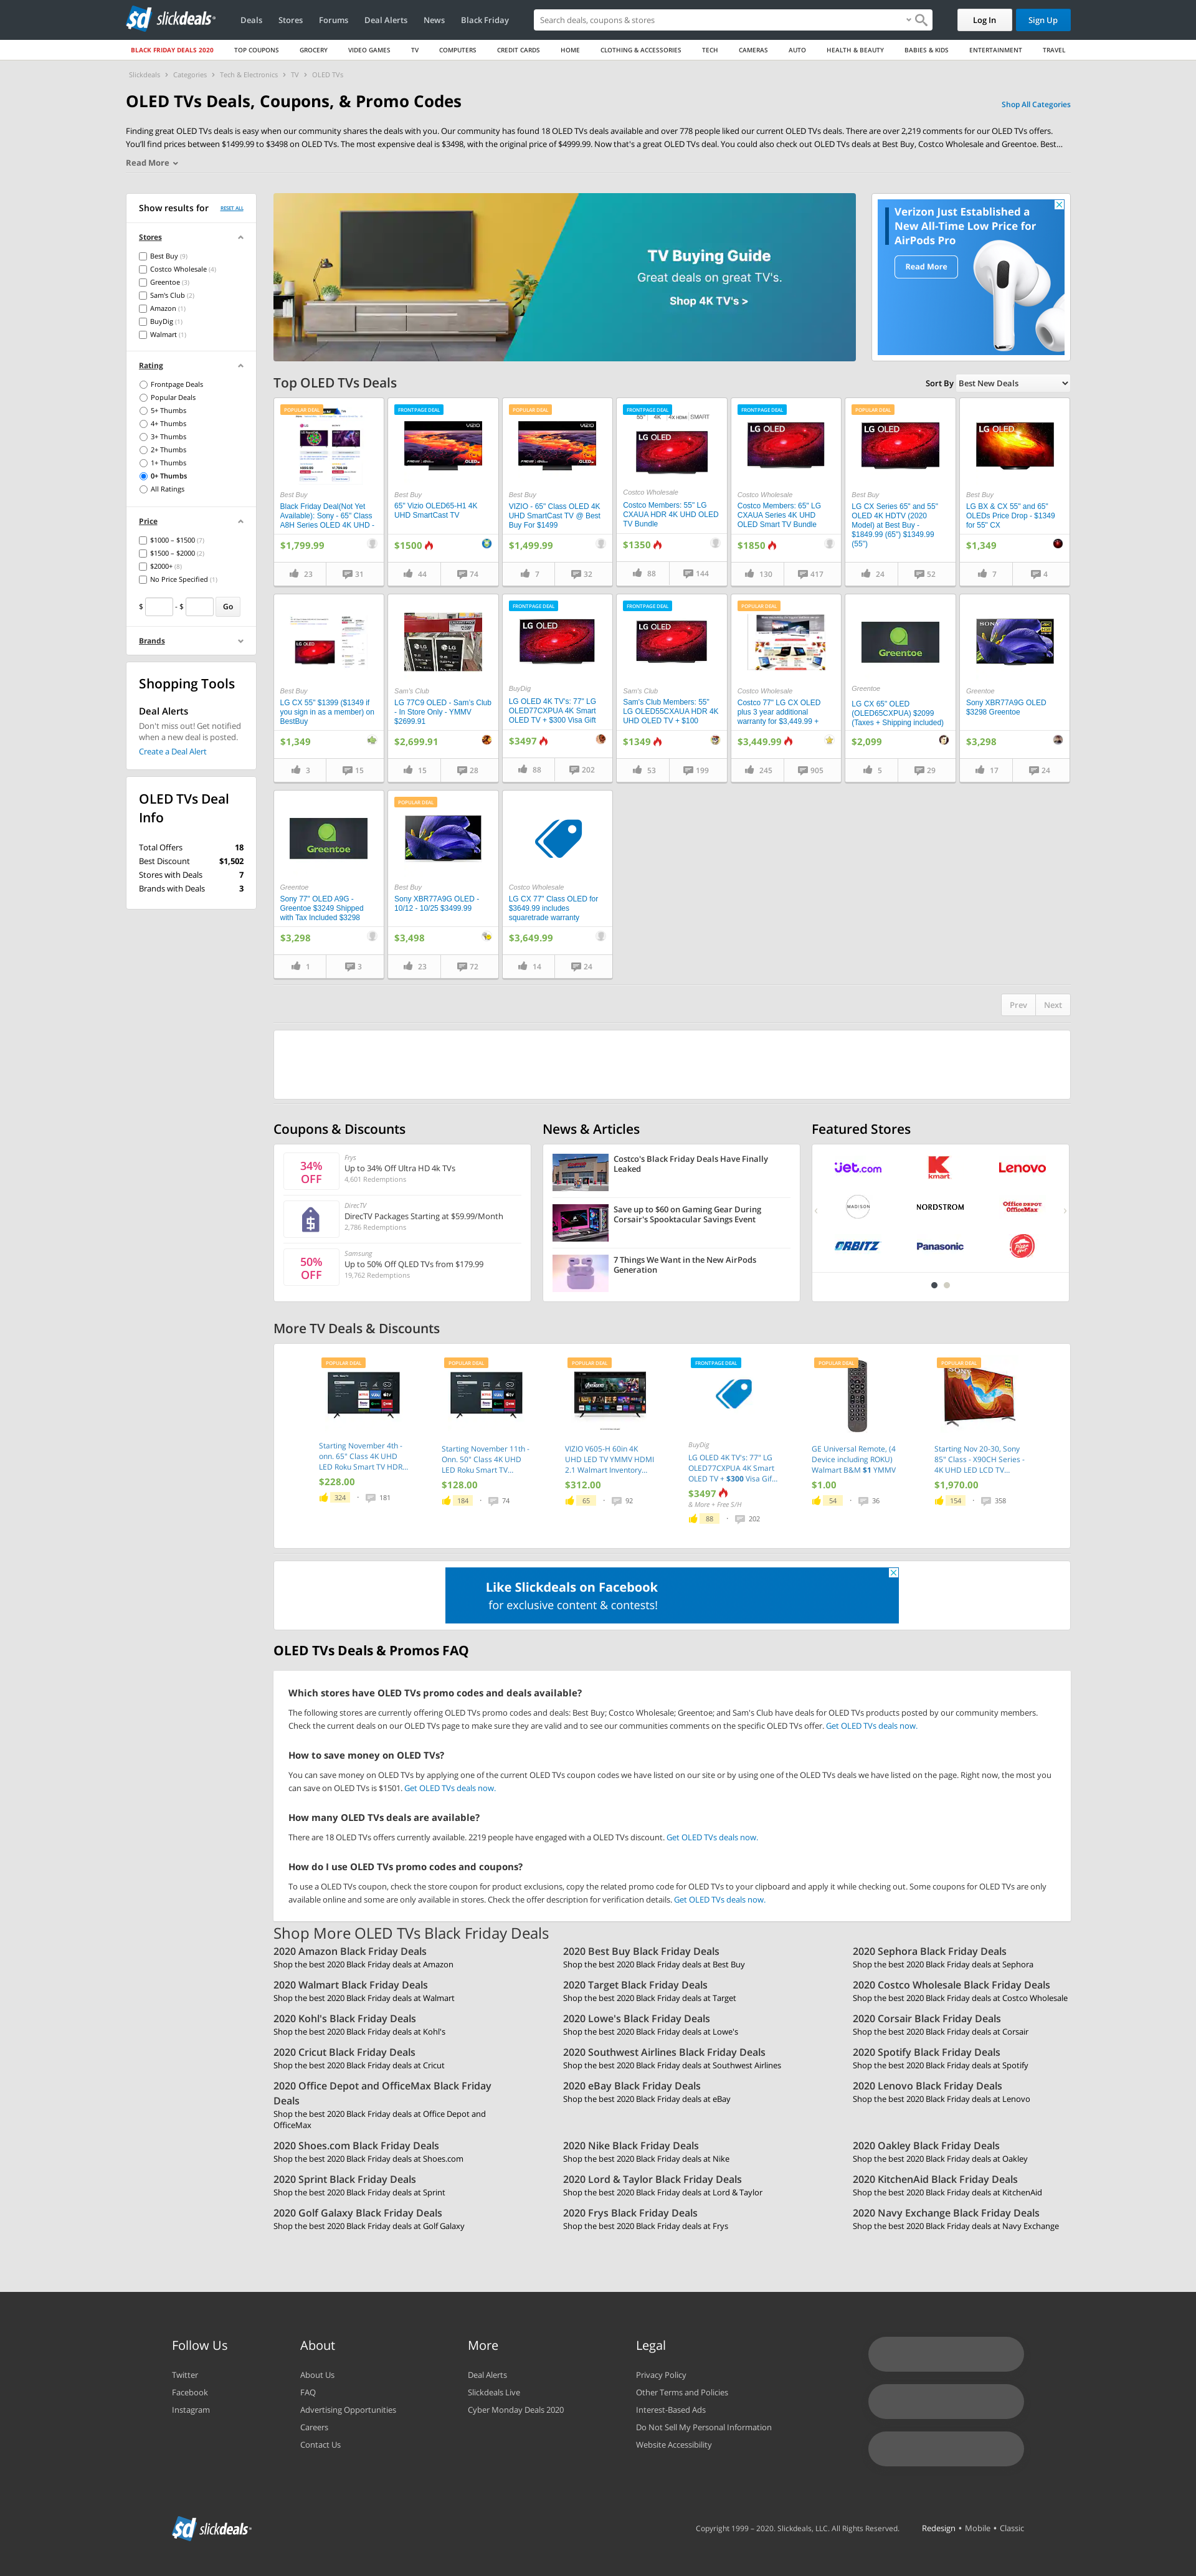 sd slickdeals
Deals
Stores
Forums
Deal Alerts
News
Black Friday
Search deals, coupons & stores
Log In
Sign Up
BLACK FRIDAY DEALS 2020
TOP COUPONS
GROCERY
VIDEO GAMES
TV
COMPUTERS
CREDIT CARDS
HOME
CLOTHING & ACCESSORIES
TECH
CAMERAS
AUTO
HEALTH & BEAUTY
BABIES & KIDS
ENTERTAINMENT
TRAVEL
Slickdeals > Categories > Tech & Electronics > TV > OLED TVs
OLED TVs Deals, Coupons, & Promo Codes
Shop All Categories
Finding great OLED TVs deals is easy when our community shares the deals with you. Our community has found 18 OLED TVs deals available and over 778 people liked our current OLED TVs deals. There are over 2,219 comments for our OLED TVs offers.
You'll find prices between $1499.99 to $3498 on OLED TVs. The most expensive deal is $3498, with the original price of $4999.99. Now that's a great OLED TVs deal. You could also check out OLED TVs deals at Best Buy, Costco Wholesale and Greentoe. Best...
Read More
Show results for
RESET ALL
Stores
Best Buy (9)
Costco Wholesale (4)
Greentoe (3)
Sam's Club (2)
Amazon (1)
BuyDig (1)
Walmart (1)
Rating
Frontpage Deals
Popular Deals
5+ Thumbs
4+ Thumbs
3+ Thumbs
2+ Thumbs
1+ Thumbs
0+ Thumbs
All Ratings
Price
$1000 – $1500 (7)
$1500 – $2000 (2)
$2000+ (8)
No Price Specified (1)
$ - $ Go
Brands
Shopping Tools
Deal Alerts
Don't miss out! Get notified
when a new deal is posted.
Create a Deal Alert
OLED TVs Deal
Info
Total Offers 18
Best Discount $1,502
Stores with Deals 7
Brands with Deals 3
TV Buying Guide
Great deals on great TV's.
Shop 4K TV's >
Verizon Just Established a
New All-Time Low Price for
AirPods Pro
Read More
Top OLED TVs Deals
Sort By Best New Deals
POPULAR DEAL
Best Buy
Black Friday Deal(Not Yet
Available): Sony - 65" Class
A8H Series OLED 4K UHD -
$1,799.99
23 31
FRONTPAGE DEAL
VIZIO
Best Buy
65" Vizio OLED65-H1 4K
UHD SmartCast TV
$1500
44 74
POPULAR DEAL
VIZIO
Best Buy
VIZIO - 65" Class OLED 4K
UHD SmartCast TV @ Best
Buy For $1499
$1,499.99
7 32
FRONTPAGE DEAL
55" 4K 4x HDMI SMART
LG OLED
Costco Wholesale
Costco Members: 55" LG
CXAUA HDR 4K UHD OLED
TV Bundle
$1350
88 144
FRONTPAGE DEAL
LG OLED
Costco Wholesale
Costco Members: 65" LG
CXAUA Series 4K UHD
OLED Smart TV Bundle
$1850
130 417
POPULAR DEAL
LG OLED
Best Buy
LG CX Series 65" and 55"
OLED 4K HDTV (2020
Model) at Best Buy -
$1849.99 (65") $1349.99
(55")
24 52
LG OLED
Best Buy
LG BX & CX 55" and 65"
OLEDs Price Drop - $1349
for 55" CX
$1,349
7 4
LG OLED
Best Buy
LG CX 55" $1399 ($1349 if
you sign in as a member) on
BestBuy
$1,349
3 15
Sam's Club
LG 77C9 OLED - Sam's Club
- In Store Only - YMMV
$2699.91
$2,699.91
15 28
FRONTPAGE DEAL
LG OLED
BuyDig
LG OLED 4K TV's: 77" LG
OLED77CXPUA 4K Smart
OLED TV + $300 Visa Gift
$3497
88 202
FRONTPAGE DEAL
LG OLED
Sam's Club
Sam's Club Members: 55"
LG OLED55CXAUA HDR 4K
UHD OLED TV + $100
$1349
53 199
POPULAR DEAL
Costco Wholesale
Costco 77" LG CX OLED
plus 3 year additional
warranty for $3,449.99 +
$3,449.99
245 905
Greentoe
Greentoe
LG CX 65" OLED
(OLED65CXPUA) $2099
(Taxes + Shipping included)
$2,099
5 29
SONY
Greentoe
Sony XBR77A9G OLED
$3298 Greentoe
$3,298
17 24
Greentoe
Greentoe
Sony 77" OLED A9G -
Greentoe $3249 Shipped
with Tax Included $3298
$3,298
1 3
POPULAR DEAL
Best Buy
Sony XBR77A9G OLED -
10/12 - 10/25 $3499.99
$3,498
23 72
Costco Wholesale
LG CX 77" Class OLED for
$3649.99 includes
squaretrade warranty
$3,649.99
14 24
Prev Next
Coupons & Discounts
34%
OFF
Frys
Up to 34% Off Ultra HD 4k TVs
4,601 Redemptions
DirecTV
DirecTV Packages Starting at $59.99/Month
2,786 Redemptions
50%
OFF
Samsung
Up to 50% Off QLED TVs from $179.99
19,762 Redemptions
News & Articles
Costco's Black Friday Deals Have Finally
Leaked
Save up to $60 on Gaming Gear During
Corsair's Spooktacular Savings Event
7 Things We Want in the New AirPods
Generation
Featured Stores
Jet.com
kmart
Lenovo
MADISON
NORDSTROM
Office DEPOT
OfficeMax
ORBITZ
Panasonic
More TV Deals & Discounts
POPULAR DEAL
Starting November 4th -
onn. 65" Class 4K UHD
LED Roku Smart TV HDR...
$228.00
324 · 181
POPULAR DEAL
Starting November 11th -
Onn. 50" Class 4K UHD
LED Roku Smart TV...
$128.00
184 · 74
POPULAR DEAL
VIZIO V605-H 60in 4K
UHD LED TV YMMV HDMI
2.1 Walmart Inventory...
$312.00
65 · 92
FRONTPAGE DEAL
BuyDig
LG OLED 4K TV's: 77" LG
OLED77CXPUA 4K Smart
OLED TV + $300 Visa Gif...
$3497
& More + Free S/H
88 · 202
POPULAR DEAL
GE Universal Remote, (4
Device including ROKU)
Walmart B&M $1 YMMV
$1.00
54 · 36
POPULAR DEAL
Starting Nov 20-30, Sony
85" Class - X90CH Series -
4K UHD LED LCD TV...
$1,970.00
154 · 358
Like Slickdeals on Facebook
for exclusive content & contests!
OLED TVs Deals & Promos FAQ
Which stores have OLED TVs promo codes and deals available?
The following stores are currently offering OLED TVs promo codes and deals: Best Buy; Costco Wholesale; Greentoe; and Sam's Club have deals for OLED TVs products posted by our community members.
Check the current deals on our OLED TVs page to make sure they are valid and to see our communities comments on the specific OLED TVs offer. Get OLED TVs deals now.
How to save money on OLED TVs?
You can save money on OLED TVs by applying one of the current OLED TVs coupon codes we have listed on our site or by using one of the OLED TVs deals we have listed on the page. Right now, the most you
can save on OLED TVs is $1501. Get OLED TVs deals now.
How many OLED TVs deals are available?
There are 18 OLED TVs offers currently available. 2219 people have engaged with a OLED TVs discount. Get OLED TVs deals now.
How do I use OLED TVs promo codes and coupons?
To use a OLED TVs coupon, check the store coupon for product exclusions, copy the related promo code for OLED TVs to your clipboard and apply it while checking out. Some coupons for OLED TVs are only
available online and some are only available in stores. Check the offer description for verification details. Get OLED TVs deals now.
Shop More OLED TVs Black Friday Deals
2020 Amazon Black Friday Deals
Shop the best 2020 Black Friday deals at Amazon
2020 Best Buy Black Friday Deals
Shop the best 2020 Black Friday deals at Best Buy
2020 Sephora Black Friday Deals
Shop the best 2020 Black Friday deals at Sephora
2020 Walmart Black Friday Deals
Shop the best 2020 Black Friday deals at Walmart
2020 Target Black Friday Deals
Shop the best 2020 Black Friday deals at Target
2020 Costco Wholesale Black Friday Deals
Shop the best 2020 Black Friday deals at Costco Wholesale
2020 Kohl's Black Friday Deals
Shop the best 2020 Black Friday deals at Kohl's
2020 Lowe's Black Friday Deals
Shop the best 2020 Black Friday deals at Lowe's
2020 Corsair Black Friday Deals
Shop the best 2020 Black Friday deals at Corsair
2020 Cricut Black Friday Deals
Shop the best 2020 Black Friday deals at Cricut
2020 Southwest Airlines Black Friday Deals
Shop the best 2020 Black Friday deals at Southwest Airlines
2020 Spotify Black Friday Deals
Shop the best 2020 Black Friday deals at Spotify
2020 Office Depot and OfficeMax Black Friday
Deals
Shop the best 2020 Black Friday deals at Office Depot and
OfficeMax
2020 eBay Black Friday Deals
Shop the best 2020 Black Friday deals at eBay
2020 Lenovo Black Friday Deals
Shop the best 2020 Black Friday deals at Lenovo
2020 Shoes.com Black Friday Deals
Shop the best 2020 Black Friday deals at Shoes.com
2020 Nike Black Friday Deals
Shop the best 2020 Black Friday deals at Nike
2020 Oakley Black Friday Deals
Shop the best 2020 Black Friday deals at Oakley
2020 Sprint Black Friday Deals
Shop the best 2020 Black Friday deals at Sprint
2020 Lord & Taylor Black Friday Deals
Shop the best 2020 Black Friday deals at Lord & Taylor
2020 KitchenAid Black Friday Deals
Shop the best 2020 Black Friday deals at KitchenAid
2020 Golf Galaxy Black Friday Deals
Shop the best 2020 Black Friday deals at Golf Galaxy
2020 Frys Black Friday Deals
Shop the best 2020 Black Friday deals at Frys
2020 Navy Exchange Black Friday Deals
Shop the best 2020 Black Friday deals at Navy Exchange
Follow Us
Twitter
Facebook
Instagram
About
About Us
FAQ
Advertising Opportunities
Careers
Contact Us
More
Deal Alerts
Slickdeals Live
Cyber Monday Deals 2020
Legal
Privacy Policy
Other Terms and Policies
Interest-Based Ads
Do Not Sell My Personal Information
Website Accessibility
sd slickdeals
Copyright 1999 – 2020. Slickdeals, LLC. All Rights Reserved.
Redesign • Mobile • Classic